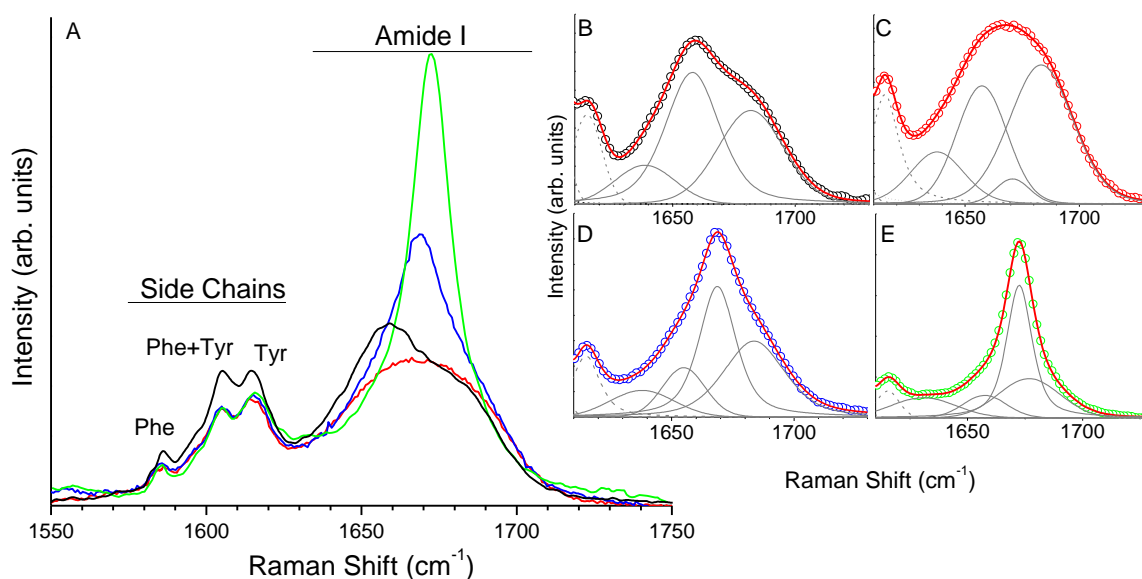 A
Amide I
Side Chains
Phe+Tyr
Tyr
Phe
Intensity (arb. units)
1550
1600
1650
1700
1750
Raman Shift (cm-1)
B
C
D
E
Intensity (arb. units)
1650
1700
1650
1700
1650
1700
1650
1700
Raman Shift (cm-1)